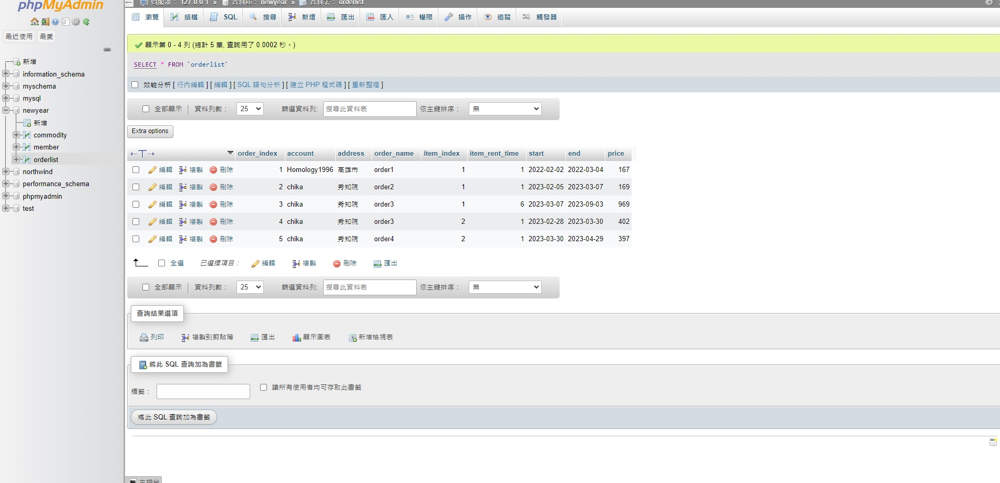 phpMyAdmin
最近使用 最愛
新增
information_schema
myschema
mysql
newyear
新增
commodity
member
orderlist
northwind
performance_schema
phpmyadmin
test
伺服器： 127.0.0.1 » 資料庫： newyear » 資料表： orderlist
瀏覽 結構 SQL 搜尋 新增 匯出 匯入 權限 操作 追蹤 觸發器
顯示第 0 - 4 列 (總計 5 筆, 查詢用了 0.0002 秒。)
SELECT * FROM `orderlist`
效能分析 [ 行內編輯 ] [ 編輯 ] [ SQL 語句分析 ] [ 建立 PHP 程式碼 ] [ 重新整理 ]
全部顯示 | 資料列數： 25 篩選資料列: 搜尋此資料表 依主鍵排序： 無
Extra options
←T→ order_index account address order_name item_index item_rent_time start end price
編輯 複製 刪除 1 Homology1996 高雄市 order1 1 1 2022-02-02 2022-03-04 167
編輯 複製 刪除 2 chika 秀知院 order2 1 1 2023-02-05 2023-03-07 169
編輯 複製 刪除 3 chika 秀知院 order3 1 6 2023-03-07 2023-09-03 969
編輯 複製 刪除 4 chika 秀知院 order3 2 1 2023-02-28 2023-03-30 402
編輯 複製 刪除 5 chika 秀知院 order4 2 1 2023-03-30 2023-04-29 397
全選 已選擇項目： 編輯 複製 刪除 匯出
全部顯示 | 資料列數： 25 篩選資料列: 搜尋此資料表 依主鍵排序： 無
查詢結果選項
列印 複製到剪貼簿 匯出 顯示圖表 新增檢視表
將此 SQL 查詢加為書籤
標籤： 讓所有使用者均可存取此書籤
將此 SQL 查詢加為書籤
主控台